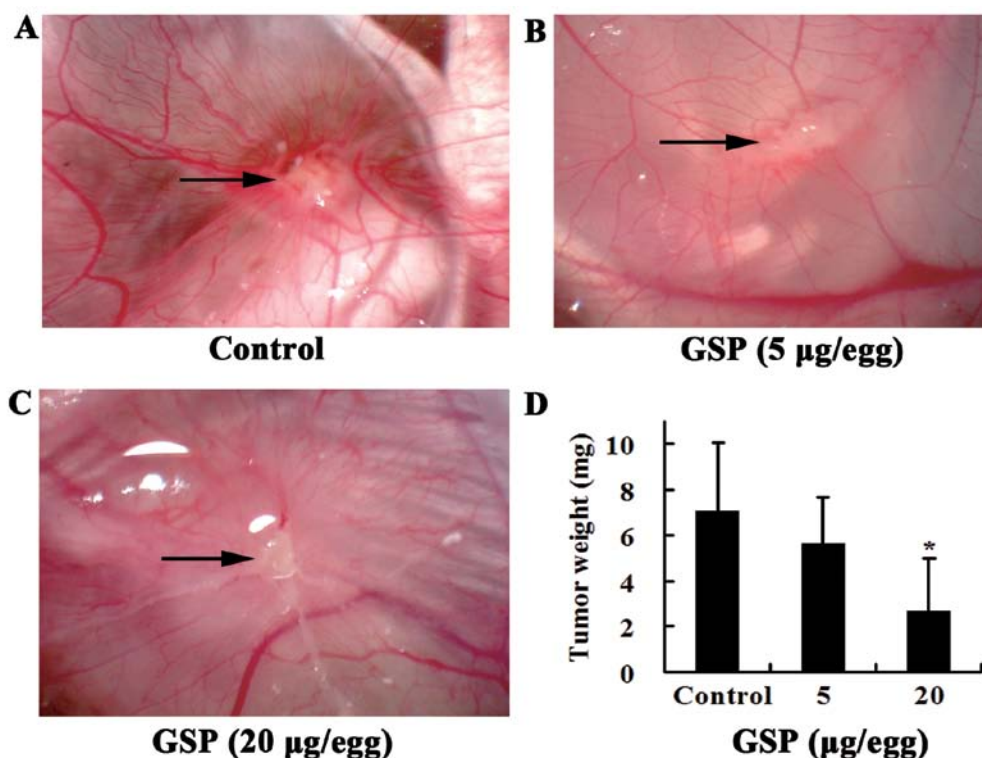 A
B
Control
GSP (5 µg/egg)
C
D
GSP (20 µg/egg)
Tumor weight (mg)
10
8
6
4
2
0
*
Control 5 20
GSP (µg/egg)